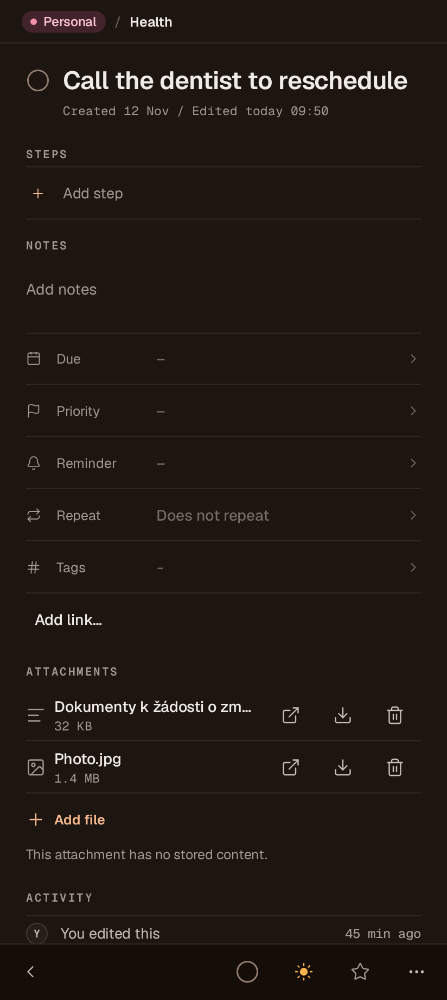 Personal / Health
Call the dentist to reschedule
Created 12 Nov / Edited today 09:50
STEPS
+ Add step
NOTES
Add notes
Due –
Priority –
Reminder –
Repeat Does not repeat
Tags –
Add link…
ATTACHMENTS
Dokumenty k žádosti o zm…
32 KB
Photo.jpg
1.4 MB
+ Add file
This attachment has no stored content.
ACTIVITY
Y You edited this 45 min ago